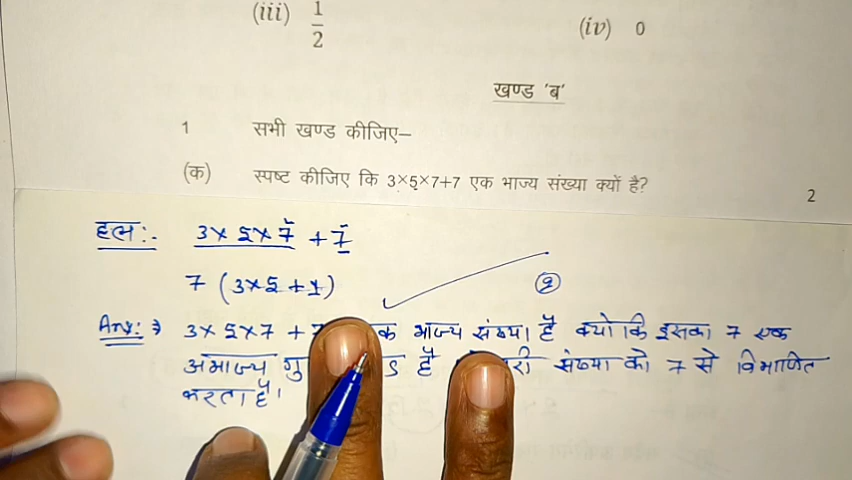 (iii) 1/2 (iv) 0
खण्ड 'ब'
1 सभी खण्ड कीजिए–
(क) स्पष्ट कीजिए कि 3×5×7+7 एक भाज्य संख्या क्यों है? 2
हल:- 3×5×7 + 7
7 (3×5+1) २
Ans:→ 3×5×7 + भाज्य संख्या है क्यो कि इसका 7 एक
अभाज्य है संख्या को 7 से विभाजित
करता है।